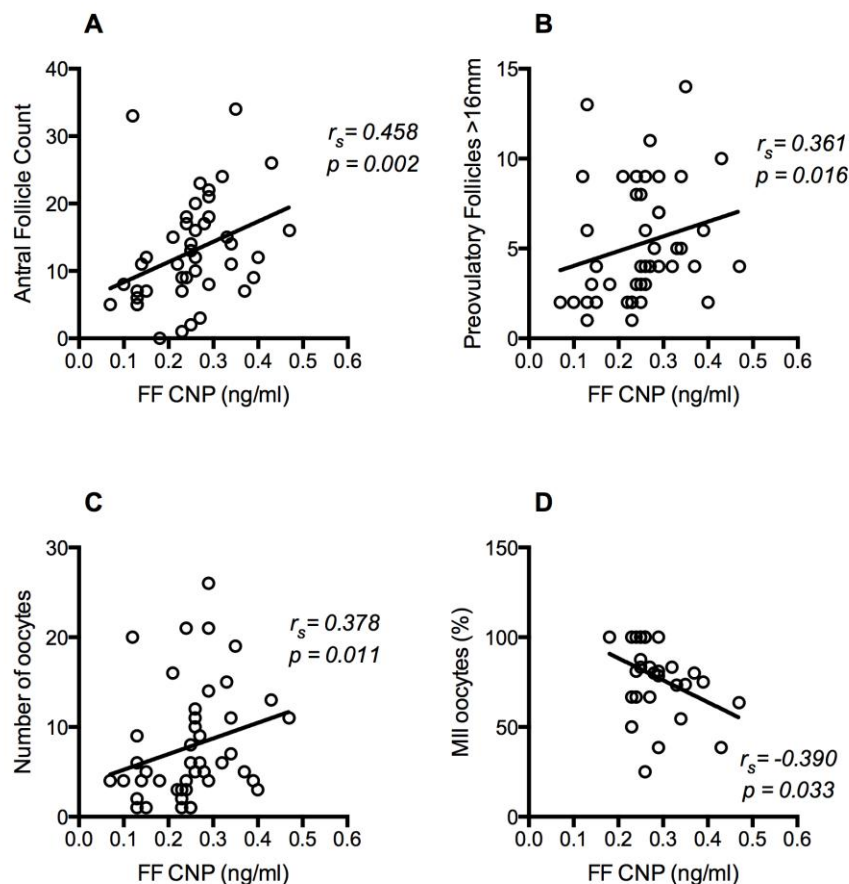 A
Antral Follicle Count
40
30
20
10
0
0.0 0.1 0.2 0.3 0.4 0.5 0.6
FF CNP (ng/ml)
rs= 0.458
p = 0.002
B
Preovulatory Follicles >16mm
15
10
5
0
0.0 0.1 0.2 0.3 0.4 0.5 0.6
FF CNP (ng/ml)
rs= 0.361
p = 0.016
C
Number of oocytes
30
20
10
0
0.0 0.1 0.2 0.3 0.4 0.5 0.6
FF CNP (ng/ml)
rs= 0.378
p = 0.011
D
MII oocytes (%)
150
100
50
0
0.0 0.1 0.2 0.3 0.4 0.5 0.6
FF CNP (ng/ml)
rs= -0.390
p = 0.033